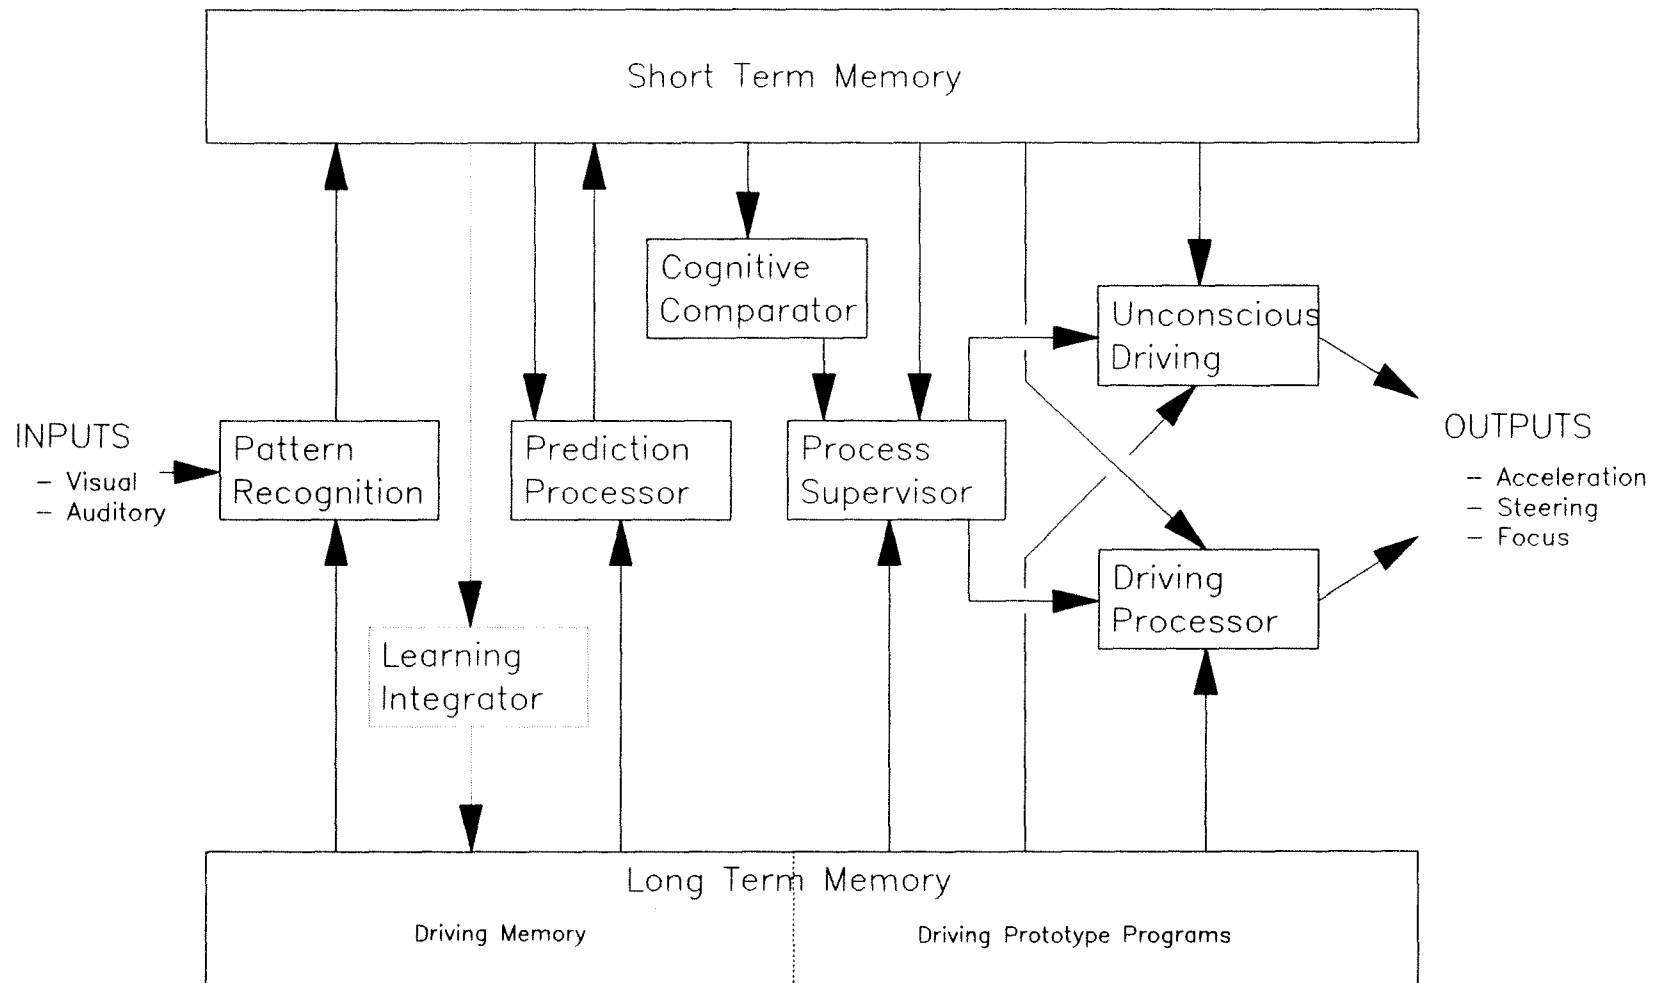 Short Term Memory
Cognitive
Comparator
Unconscious
Driving
INPUTS
– Visual
– Auditory
Pattern
Recognition
Prediction
Processor
Process
Supervisor
OUTPUTS
– Acceleration
– Steering
– Focus
Driving
Processor
Learning
Integrator
Long Term Memory
Driving Memory
Driving Prototype Programs